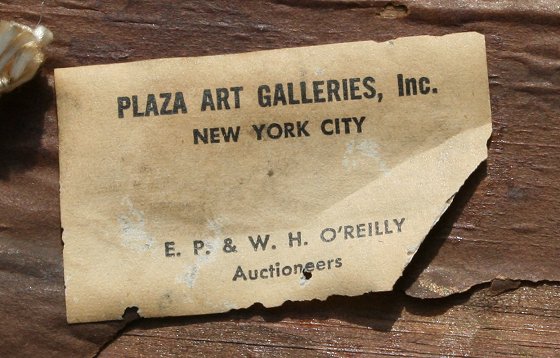 PLAZA ART GALLERIES, Inc.
NEW YORK CITY
E. P. & W. H. O'REILLY
Auctioneers